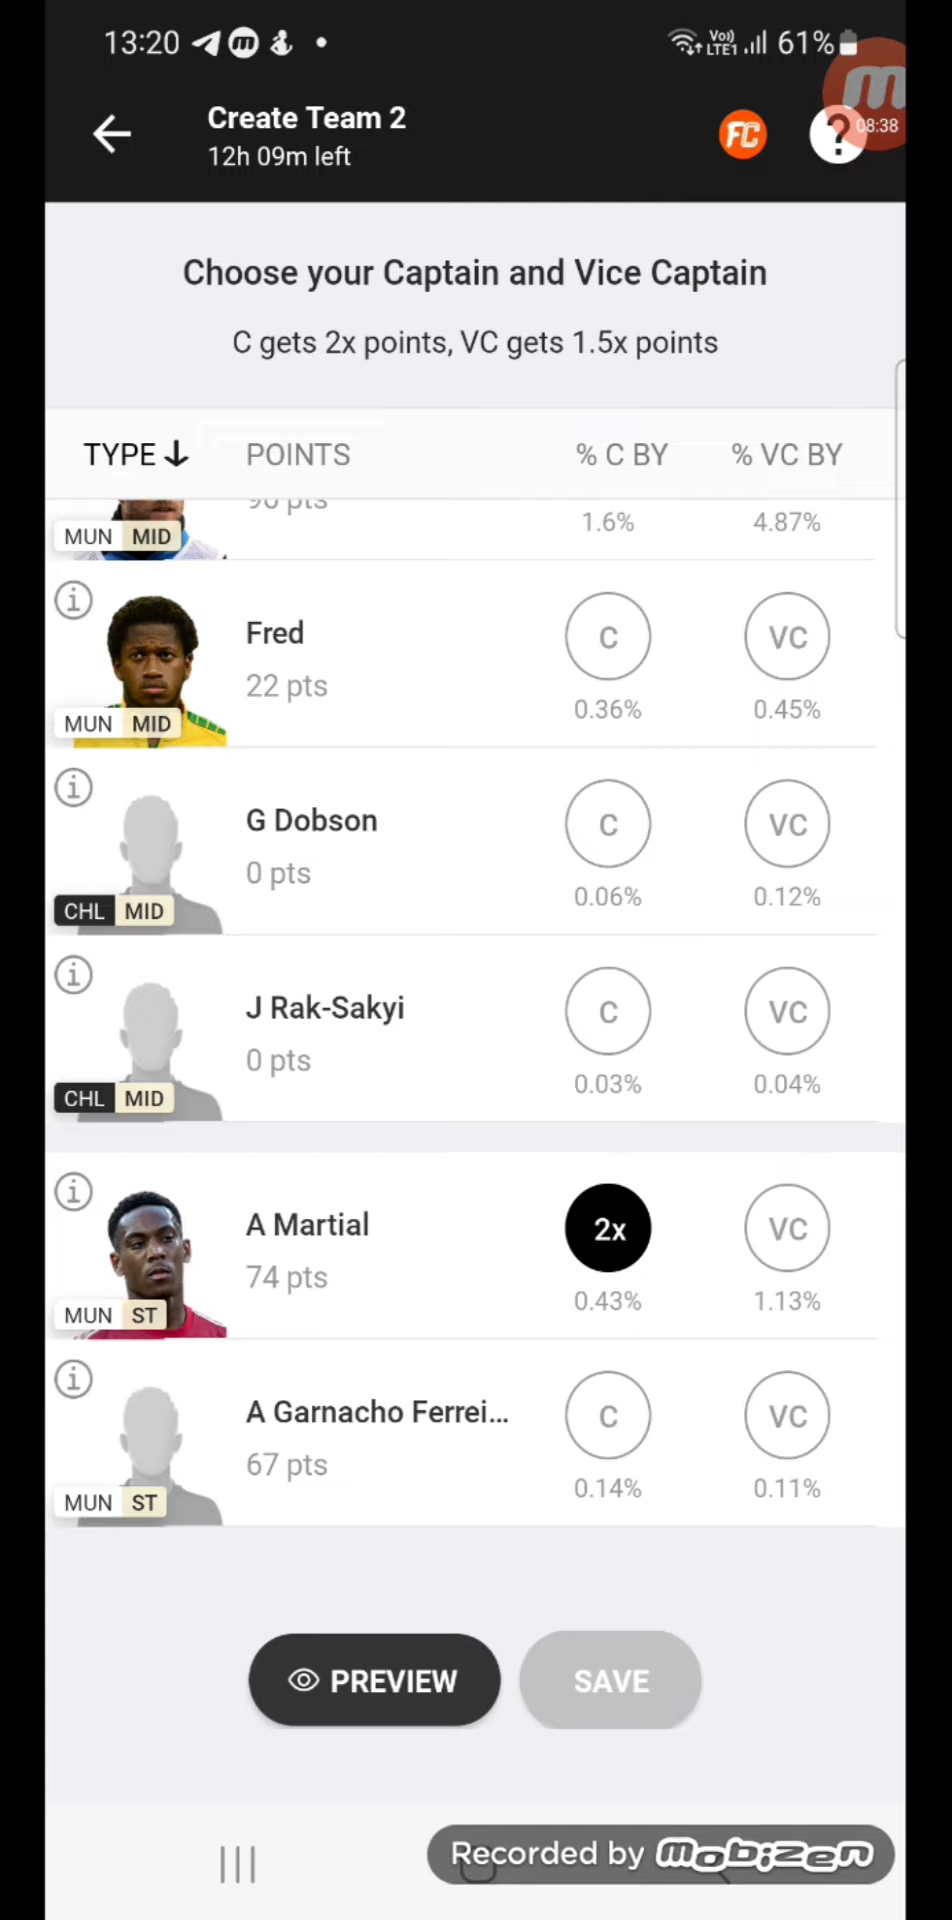 13:20
Vo)) LTE1 61%
08:38
Create Team 2
12h 09m left
FC
?
Choose your Captain and Vice Captain
C gets 2x points, VC gets 1.5x points
TYPE POINTS % C BY % VC BY
pts
MUN MID 1.6% 4.87%
Fred C VC
22 pts
MUN MID 0.36% 0.45%
G Dobson C VC
0 pts
CHL MID 0.06% 0.12%
J Rak-Sakyi C VC
0 pts
CHL MID 0.03% 0.04%
A Martial 2x VC
74 pts
MUN ST 0.43% 1.13%
A Garnacho Ferrei... C VC
67 pts
MUN ST 0.14% 0.11%
PREVIEW SAVE
Recorded by mobizen